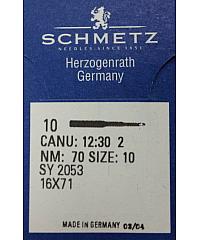 SCHMETZ
NEEDLES SINCE 1851
Herzogenrath
Germany
10
CANU: 12:30 2
NM: 70 SIZE: 10
SY 2053
16X71
MADE IN GERMANY 03/04